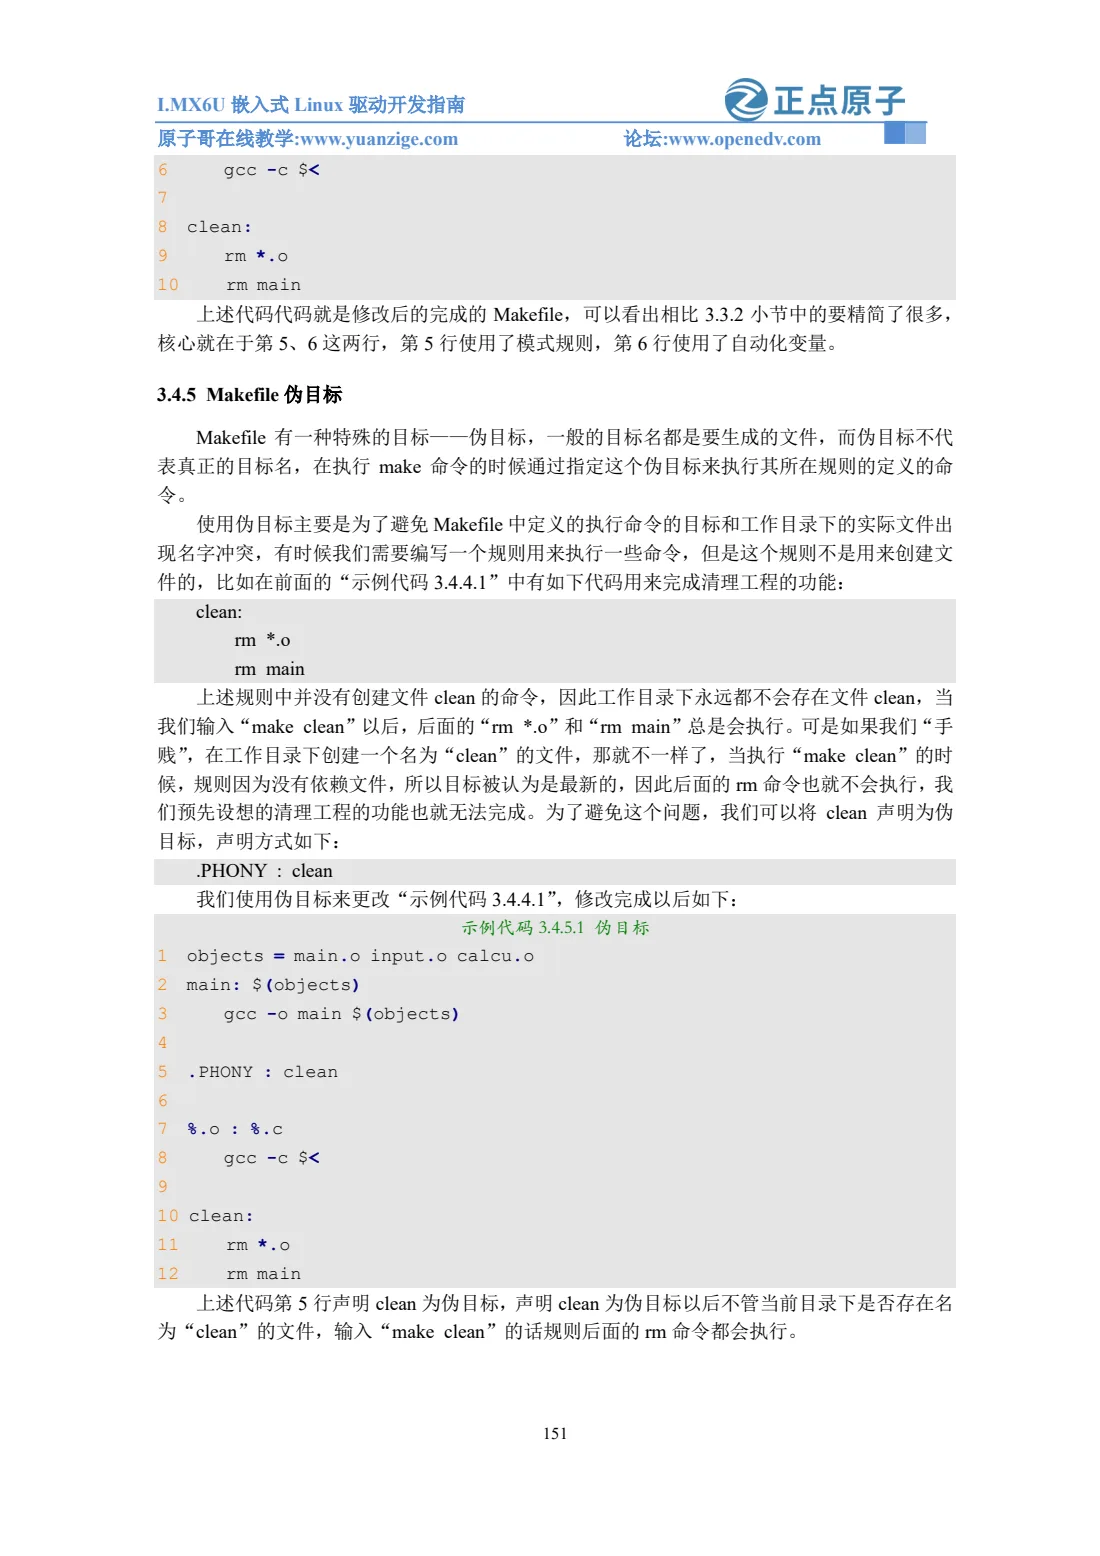 I.MX6U 嵌入式 Linux 驱动开发指南
正点原子
原子哥在线教学:www.yuanzige.com 论坛:www.openedv.com
6 gcc -c $<
7
8 clean:
9 rm *.o
10 rm main
上述代码代码就是修改后的完成的 Makefile，可以看出相比 3.3.2 小节中的要精简了很多，
核心就在于第 5、6 这两行，第 5 行使用了模式规则，第 6 行使用了自动化变量。
3.4.5 Makefile 伪目标
Makefile 有一种特殊的目标——伪目标，一般的目标名都是要生成的文件，而伪目标不代
表真正的目标名，在执行 make 命令的时候通过指定这个伪目标来执行其所在规则的定义的命
令。
使用伪目标主要是为了避免 Makefile 中定义的执行命令的目标和工作目录下的实际文件出
现名字冲突，有时候我们需要编写一个规则用来执行一些命令，但是这个规则不是用来创建文
件的，比如在前面的“示例代码 3.4.4.1”中有如下代码用来完成清理工程的功能：
clean:
rm *.o
rm main
上述规则中并没有创建文件 clean 的命令，因此工作目录下永远都不会存在文件 clean，当
我们输入“make clean”以后，后面的“rm *.o”和“rm main”总是会执行。可是如果我们“手
贱”，在工作目录下创建一个名为“clean”的文件，那就不一样了，当执行“make clean”的时
候，规则因为没有依赖文件，所以目标被认为是最新的，因此后面的 rm 命令也就不会执行，我
们预先设想的清理工程的功能也就无法完成。为了避免这个问题，我们可以将 clean 声明为伪
目标，声明方式如下：
.PHONY : clean
我们使用伪目标来更改“示例代码 3.4.4.1”，修改完成以后如下：
示例代码 3.4.5.1 伪目标
1 objects = main.o input.o calcu.o
2 main: $(objects)
3 gcc -o main $(objects)
4
5 .PHONY : clean
6
7 %.o : %.c
8 gcc -c $<
9
10 clean:
11 rm *.o
12 rm main
上述代码第 5 行声明 clean 为伪目标，声明 clean 为伪目标以后不管当前目录下是否存在名
为“clean”的文件，输入“make clean”的话规则后面的 rm 命令都会执行。
151